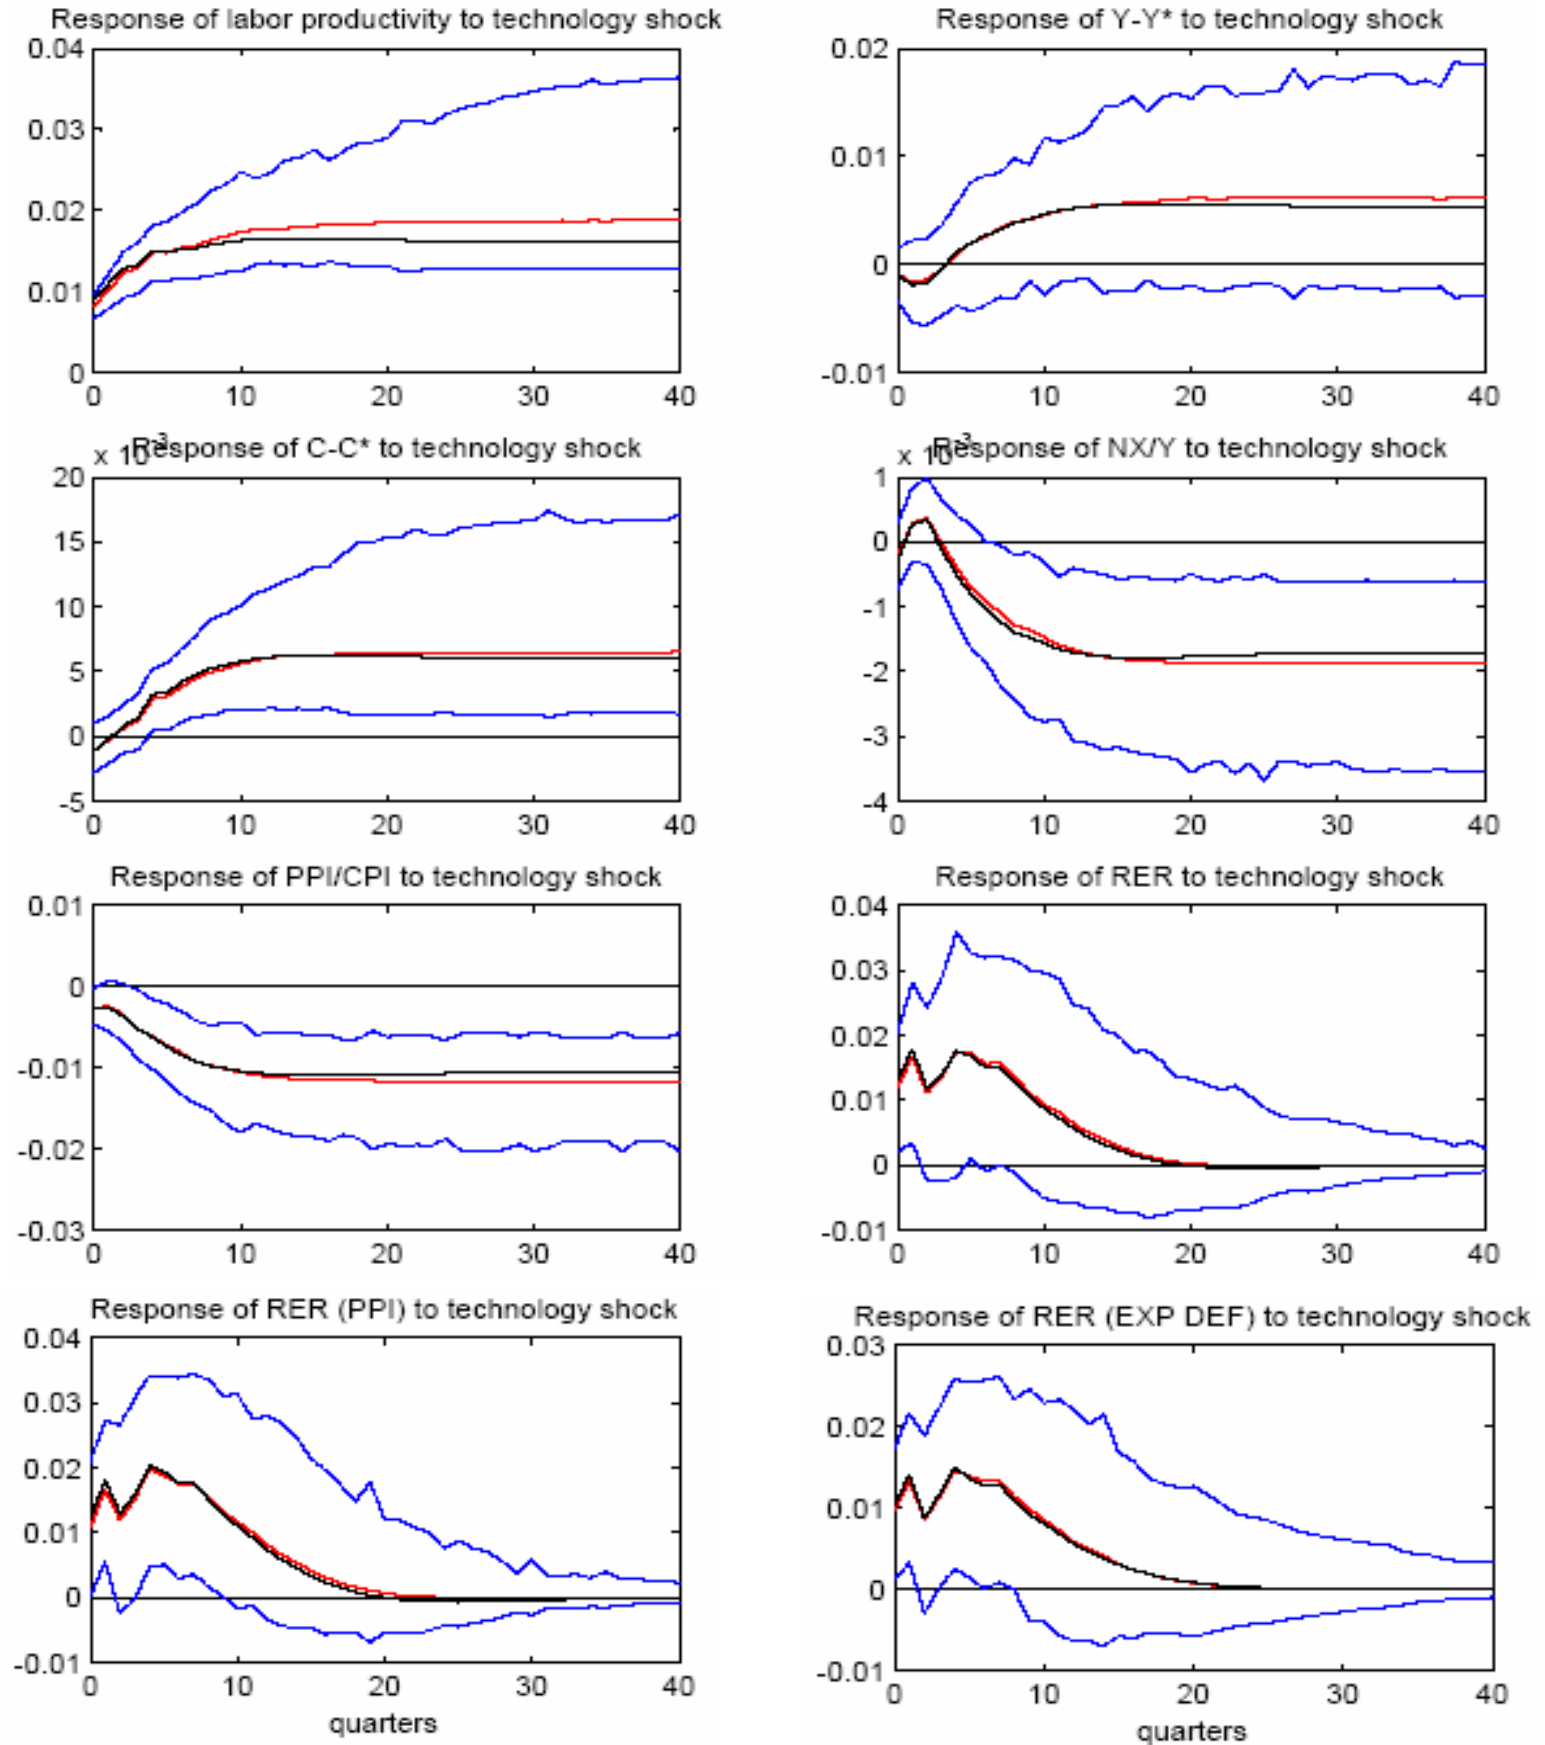 Response of labor productivity to technology shock
0.04
0.03
0.02
0.01
0
0 10 20 30 40
Response of Y-Y* to technology shock
0.02
0.01
0
-0.01
0 10 20 30 40
x 10-3
Response of C-C* to technology shock
20
15
10
5
0
-5
0 10 20 30 40
x 10-3
Response of NX/Y to technology shock
1
0
-1
-2
-3
-4
0 10 20 30 40
Response of PPI/CPI to technology shock
0.01
0
-0.01
-0.02
-0.03
0 10 20 30 40
Response of RER to technology shock
0.04
0.03
0.02
0.01
0
-0.01
0 10 20 30 40
Response of RER (PPI) to technology shock
0.04
0.03
0.02
0.01
0
-0.01
0 10 20 30 40
quarters
Response of RER (EXP DEF) to technology shock
0.03
0.02
0.01
0
-0.01
0 10 20 30 40
quarters